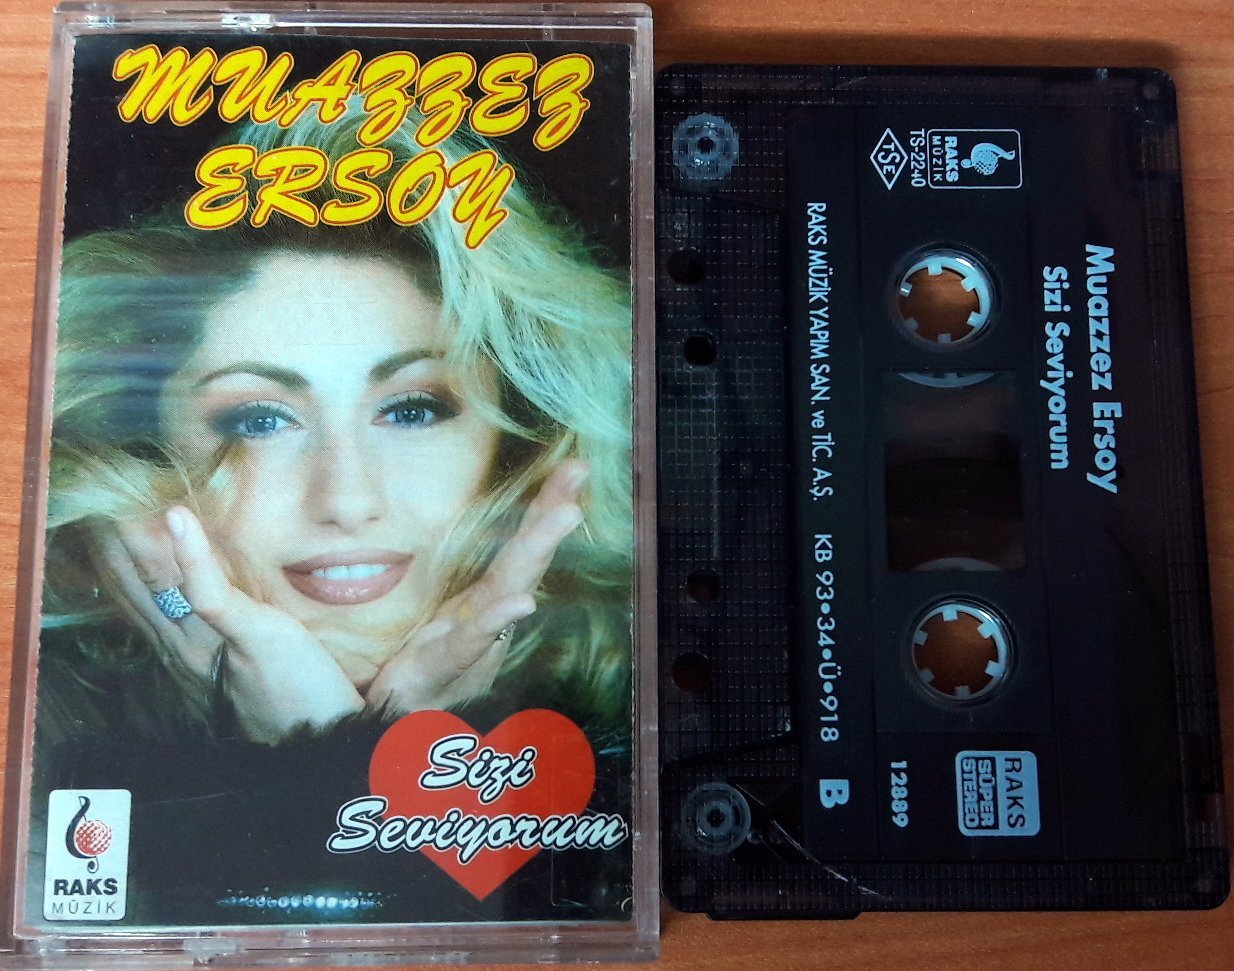 MUAZZEZ
ERSOY
Sizi
Seviyorum
RAKS
MÜZİK
Muazzez Ersoy
Sizi Seviyorum
RAKS
MÜZİK
TS-2240
TSE
RAKS MÜZİK YAPIM SAN. ve TİC. A.Ş. KB 93•34•Ü•918 B
RAKS
SÜPER
STEREO
12889